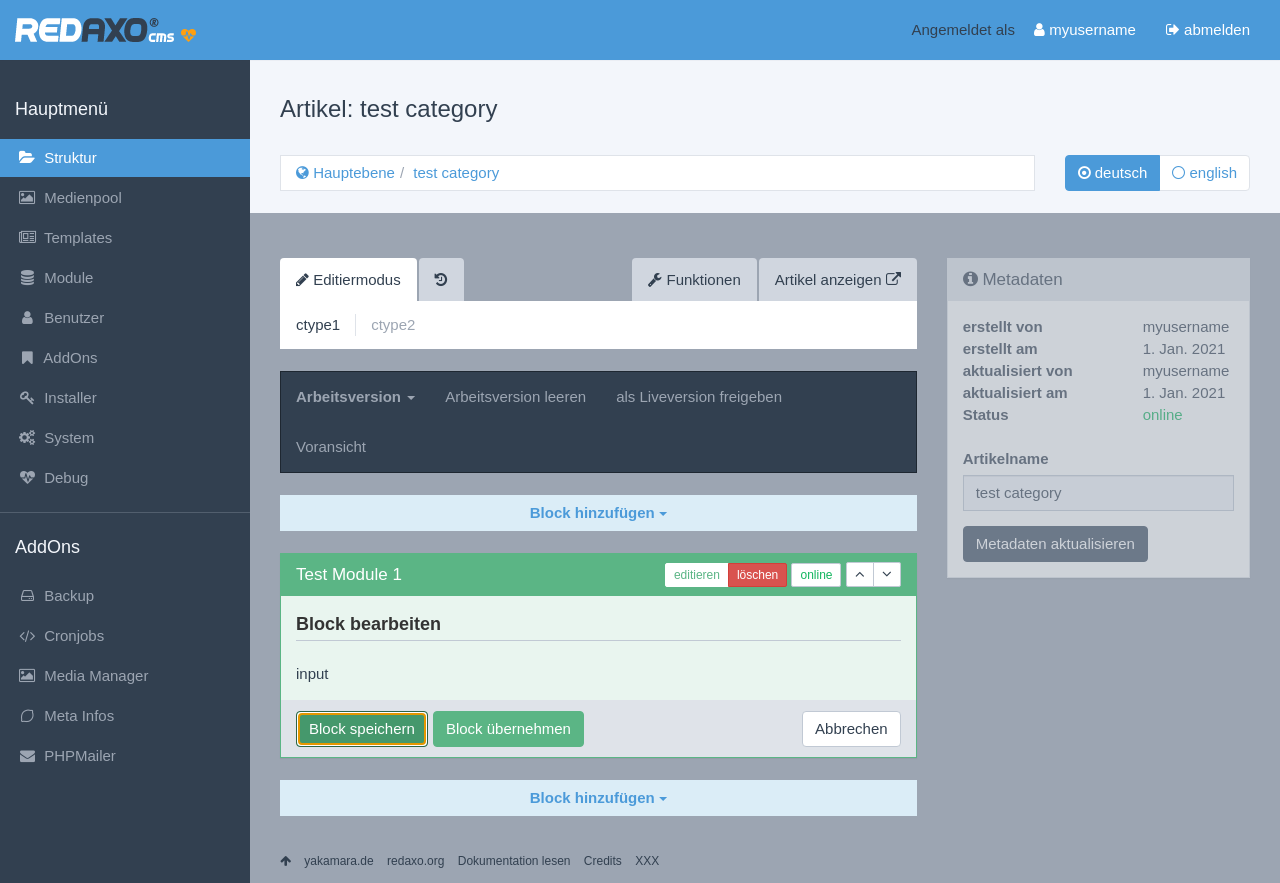 REDAXO® cms
Angemeldet als myusername abmelden
Hauptmenü
Struktur
Medienpool
Templates
Module
Benutzer
AddOns
Installer
System
Debug
AddOns
Backup
Cronjobs
Media Manager
Meta Infos
PHPMailer
Artikel: test category
Hauptebene / test category
deutsch english
Editiermodus
Funktionen Artikel anzeigen
ctype1 ctype2
Arbeitsversion Arbeitsversion leeren als Liveversion freigeben
Voransicht
Block hinzufügen
Test Module 1 editieren löschen online
Block bearbeiten
input
Block speichern Block übernehmen Abbrechen
Block hinzufügen
Metadaten
erstellt von myusername
erstellt am 1. Jan. 2021
aktualisiert von myusername
aktualisiert am 1. Jan. 2021
Status online
Artikelname
test category
Metadaten aktualisieren
yakamara.de redaxo.org Dokumentation lesen Credits XXX